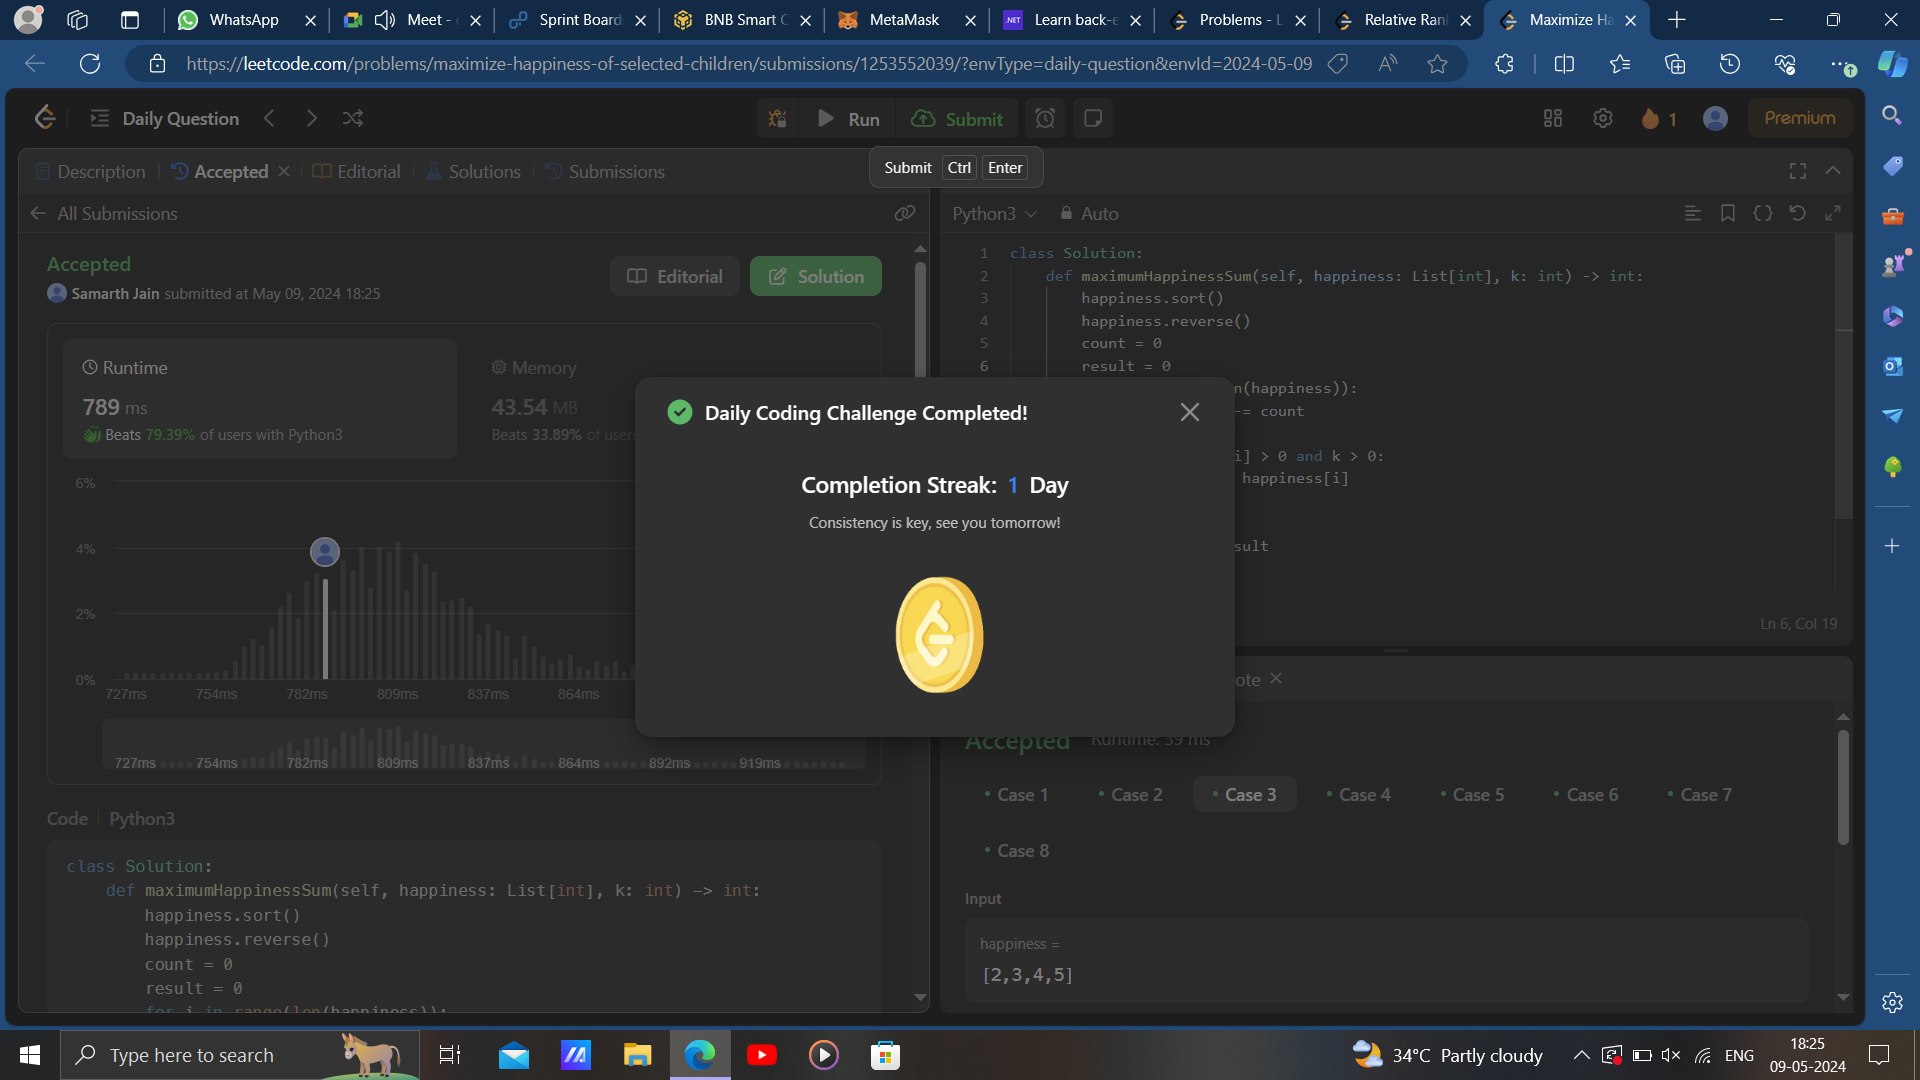 WhatsApp
Meet -
Sprint Board
BNB Smart C
MetaMask
Learn back-e
Problems - L
Relative Ran
Maximize Ha
https://leetcode.com/problems/maximize-happiness-of-selected-children/submissions/1253552039/?envType=daily-question&envId=2024-05-09
Daily Question
Run
Submit
1
Premium
Description
Accepted
Editorial
Solutions
Submissions
Submit Ctrl Enter
All Submissions
Python3
Auto
Accepted
Samarth Jain submitted at May 09, 2024 18:25
Editorial
Solution
Runtime
789 ms
Beats 79.39% of users with Python3
Memory
43.54 MB
Beats 33.89% of users
6%
4%
2%
0%
727ms 754ms 782ms 809ms 837ms 864ms
727ms 754ms 782ms 809ms 837ms 864ms 892ms 919ms
Code
Python3
class Solution:
def maximumHappinessSum(self, happiness: List[int], k: int) -> int:
happiness.sort()
happiness.reverse()
count = 0
result = 0
for i in range(len(happiness)):
1 class Solution:
2 def maximumHappinessSum(self, happiness: List[int], k: int) -> int:
3 happiness.sort()
4 happiness.reverse()
5 count = 0
6 result = 0
n(happiness)):
-= count
i] > 0 and k > 0:
happiness[i]
sult
Ln 6, Col 19
Daily Coding Challenge Completed!
Completion Streak: 1 Day
Consistency is key, see you tomorrow!
ote
Accepted
Runtime: 39 ms
Case 1
Case 2
Case 3
Case 4
Case 5
Case 6
Case 7
Case 8
Input
happiness =
[2,3,4,5]
Type here to search
34°C Partly cloudy
ENG
18:25
09-05-2024